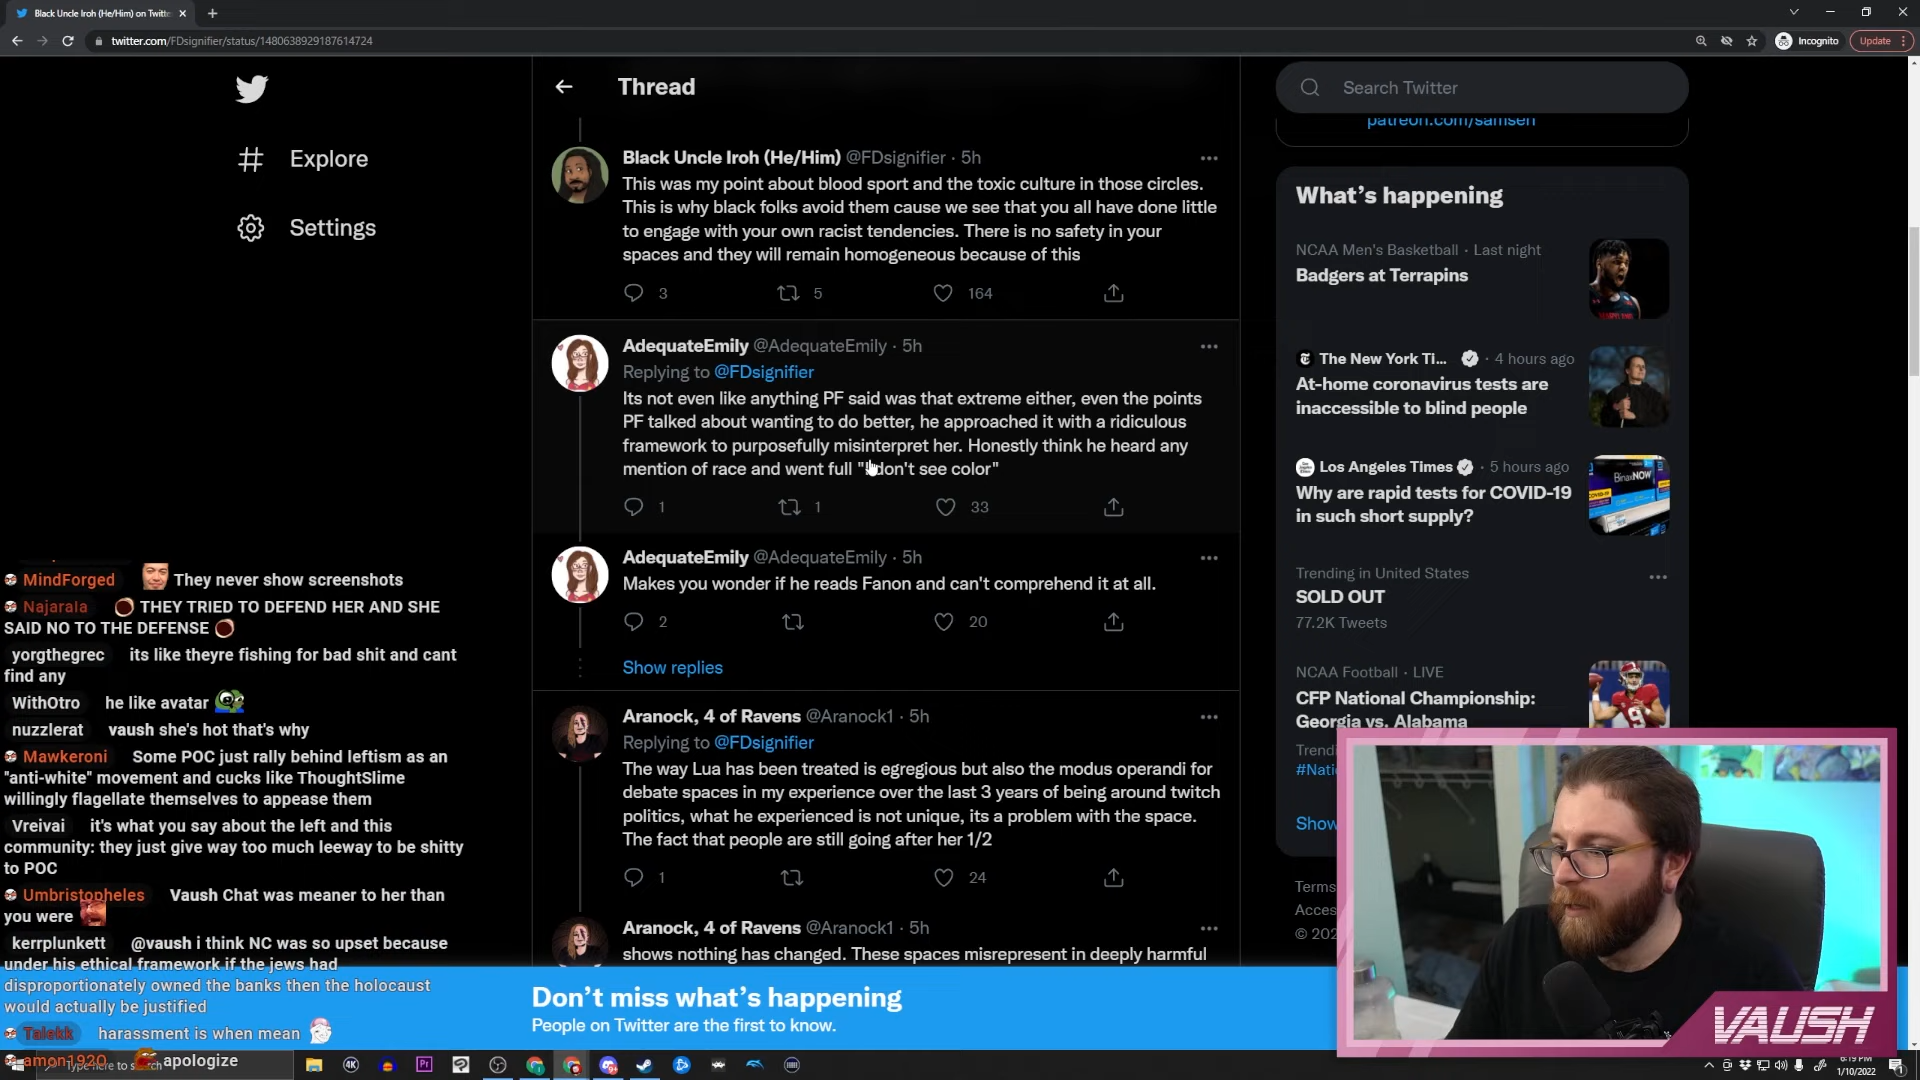 Black Uncle Iroh (He/Him) on Twitte
twitter.com/FDsignifier/status/1480638929187614724
Incognito
Update
Explore
Settings
Thread
Black Uncle Iroh (He/Him) @FDsignifier · 5h
This was my point about blood sport and the toxic culture in those circles.
This is why black folks avoid them cause we see that you all have done little
to engage with your own racist tendencies. There is no safety in your
spaces and they will remain homogeneous because of this
3 5 164
AdequateEmily @AdequateEmily · 5h
Replying to @FDsignifier
Its not even like anything PF said was that extreme either, even the points
PF talked about wanting to do better, he approached it with a ridiculous
framework to purposefully misinterpret her. Honestly think he heard any
mention of race and went full "I don't see color"
1 1 33
AdequateEmily @AdequateEmily · 5h
Makes you wonder if he reads Fanon and can't comprehend it at all.
2 20
Show replies
Aranock, 4 of Ravens @Aranock1 · 5h
Replying to @FDsignifier
The way Lua has been treated is egregious but also the modus operandi for
debate spaces in my experience over the last 3 years of being around twitch
politics, what he experienced is not unique, its a problem with the space.
The fact that people are still going after her 1/2
1 24
Aranock, 4 of Ravens @Aranock1 · 5h
shows nothing has changed. These spaces misrepresent in deeply harmful
Don't miss what's happening
People on Twitter are the first to know.
Search Twitter
patreon.com/samsen
What's happening
NCAA Men's Basketball · Last night
Badgers at Terrapins
The New York Ti... · 4 hours ago
At-home coronavirus tests are
inaccessible to blind people
Los Angeles Times · 5 hours ago
Why are rapid tests for COVID-19
in such short supply?
BinaxNOW
Trending in United States
SOLD OUT
77.2K Tweets
NCAA Football · LIVE
CFP National Championship:
Georgia vs. Alabama
Trendi
#Nati
Show
Terms
Acces
© 202
MindForged They never show screenshots
Najarala THEY TRIED TO DEFEND HER AND SHE
SAID NO TO THE DEFENSE
yorgthegrec its like theyre fishing for bad shit and cant
find any
WithOtro he like avatar
nuzzlerat vaush she's hot that's why
Mawkeroni Some POC just rally behind leftism as an
"anti-white" movement and cucks like ThoughtSlime
willingly flagellate themselves to appease them
Vreivai it's what you say about the left and this
community: they just give way too much leeway to be shitty
to POC
Umbristopheles Vaush Chat was meaner to her than
you were
kerrplunkett @vaush i think NC was so upset because
under his ethical framework if the jews had
disproportionately owned the banks then the holocaust
would actually be justified
Talekk harassment is when mean
amon1920 apologize
Type here to search
VAUSH
4K
Pr
6:19 PM
1/10/2022